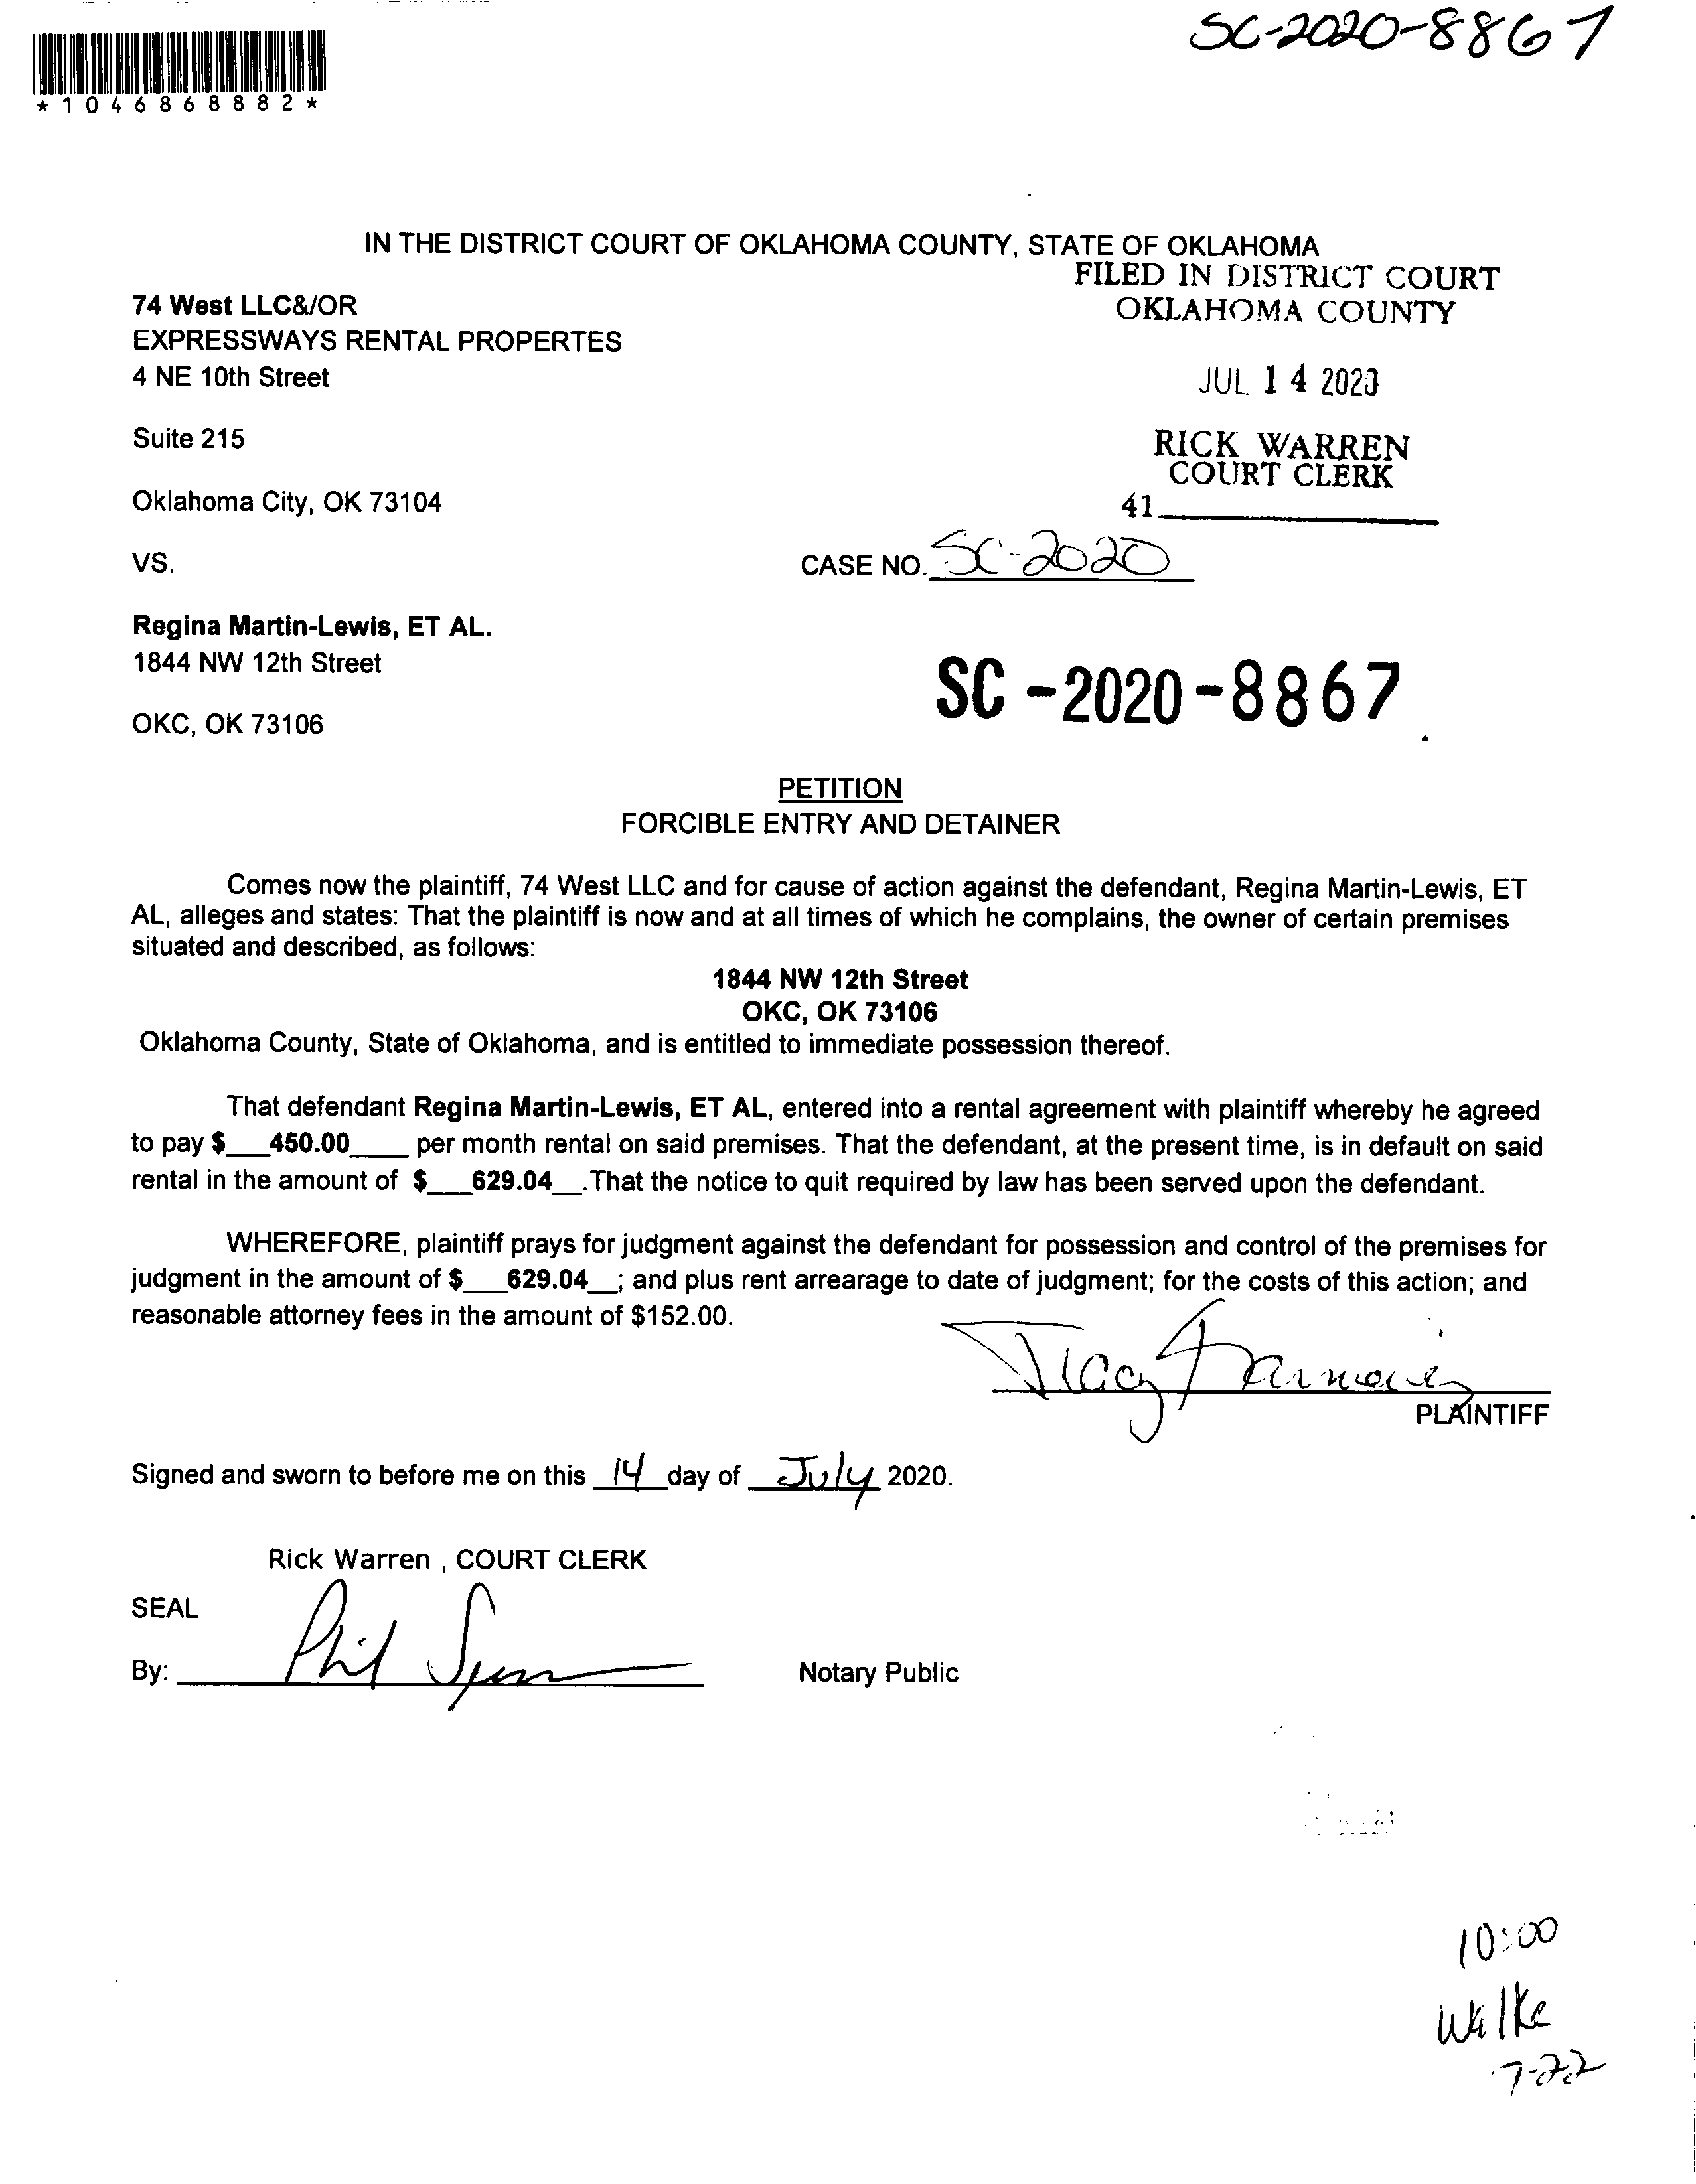 SC-2020-8867
*1046868882*
IN THE DISTRICT COURT OF OKLAHOMA COUNTY, STATE OF OKLAHOMA
FILED IN DISTRICT COURT
OKLAHOMA COUNTY
74 West LLC&/OR
EXPRESSWAYS RENTAL PROPERTES
4 NE 10th Street
JUL 14 2020
Suite 215
RICK WARREN
COURT CLERK
Oklahoma City, OK 73104
41
VS.
CASE NO. SC-2020
Regina Martin-Lewis, ET AL.
1844 NW 12th Street
SC-2020-8867
OKC, OK 73106
PETITION
FORCIBLE ENTRY AND DETAINER
Comes now the plaintiff, 74 West LLC and for cause of action against the defendant, Regina Martin-Lewis, ET
AL, alleges and states: That the plaintiff is now and at all times of which he complains, the owner of certain premises
situated and described, as follows:
1844 NW 12th Street
OKC, OK 73106
Oklahoma County, State of Oklahoma, and is entitled to immediate possession thereof.
That defendant Regina Martin-Lewis, ET AL, entered into a rental agreement with plaintiff whereby he agreed
to pay $___450.00____ per month rental on said premises. That the defendant, at the present time, is in default on said
rental in the amount of $___629.04__.That the notice to quit required by law has been served upon the defendant.
WHEREFORE, plaintiff prays for judgment against the defendant for possession and control of the premises for
judgment in the amount of $___629.04__; and plus rent arrearage to date of judgment; for the costs of this action; and
reasonable attorney fees in the amount of $152.00.
Tracy
PLAINTIFF
Signed and sworn to before me on this 14 day of July 2020.
Rick Warren , COURT CLERK
SEAL
By: Phil
Notary Public
10:00
Walke
7-22